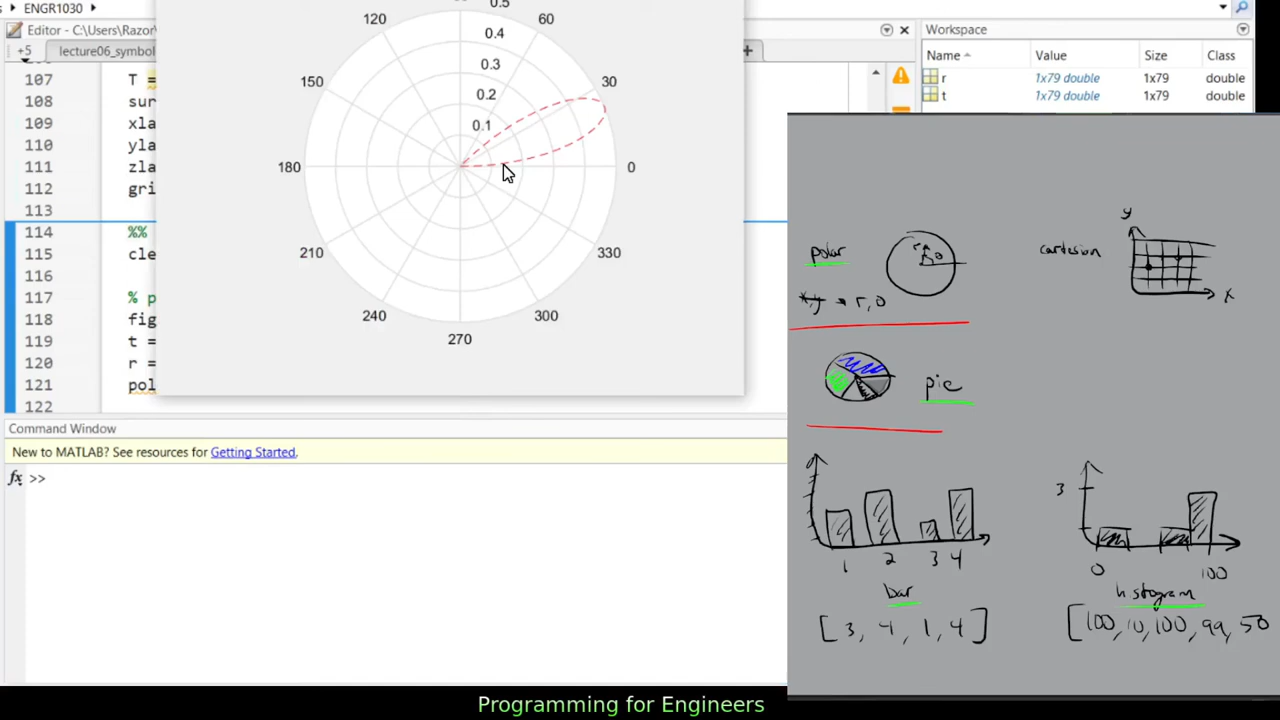 ENGR1030
Editor - C:\Users\Razor
+5
lecture06_symbol
107
T =
108
sur
109
xla
110
yla
111
zla
112
gri
113
114
%%
115
cle
116
117
% p
118
fig
119
t =
120
r =
121
pol
122
0.5
120
60
0.4
150
0.3
30
0.2
0.1
180
0
210
330
240
300
270
Workspace
Name
Value
Size
Class
r
1x79 double
1x79
double
t
1x79 double
1x79
double
Command Window
New to MATLAB? See resources for Getting Started.
fx >>
polar
r
θ
x,y → r, θ
cartesian
y
x
pie
1 2 3 4
bar
[3, 4, 1, 4]
3
0
100
histogram
[100, 10, 100, 99, 50
Programming for Engineers